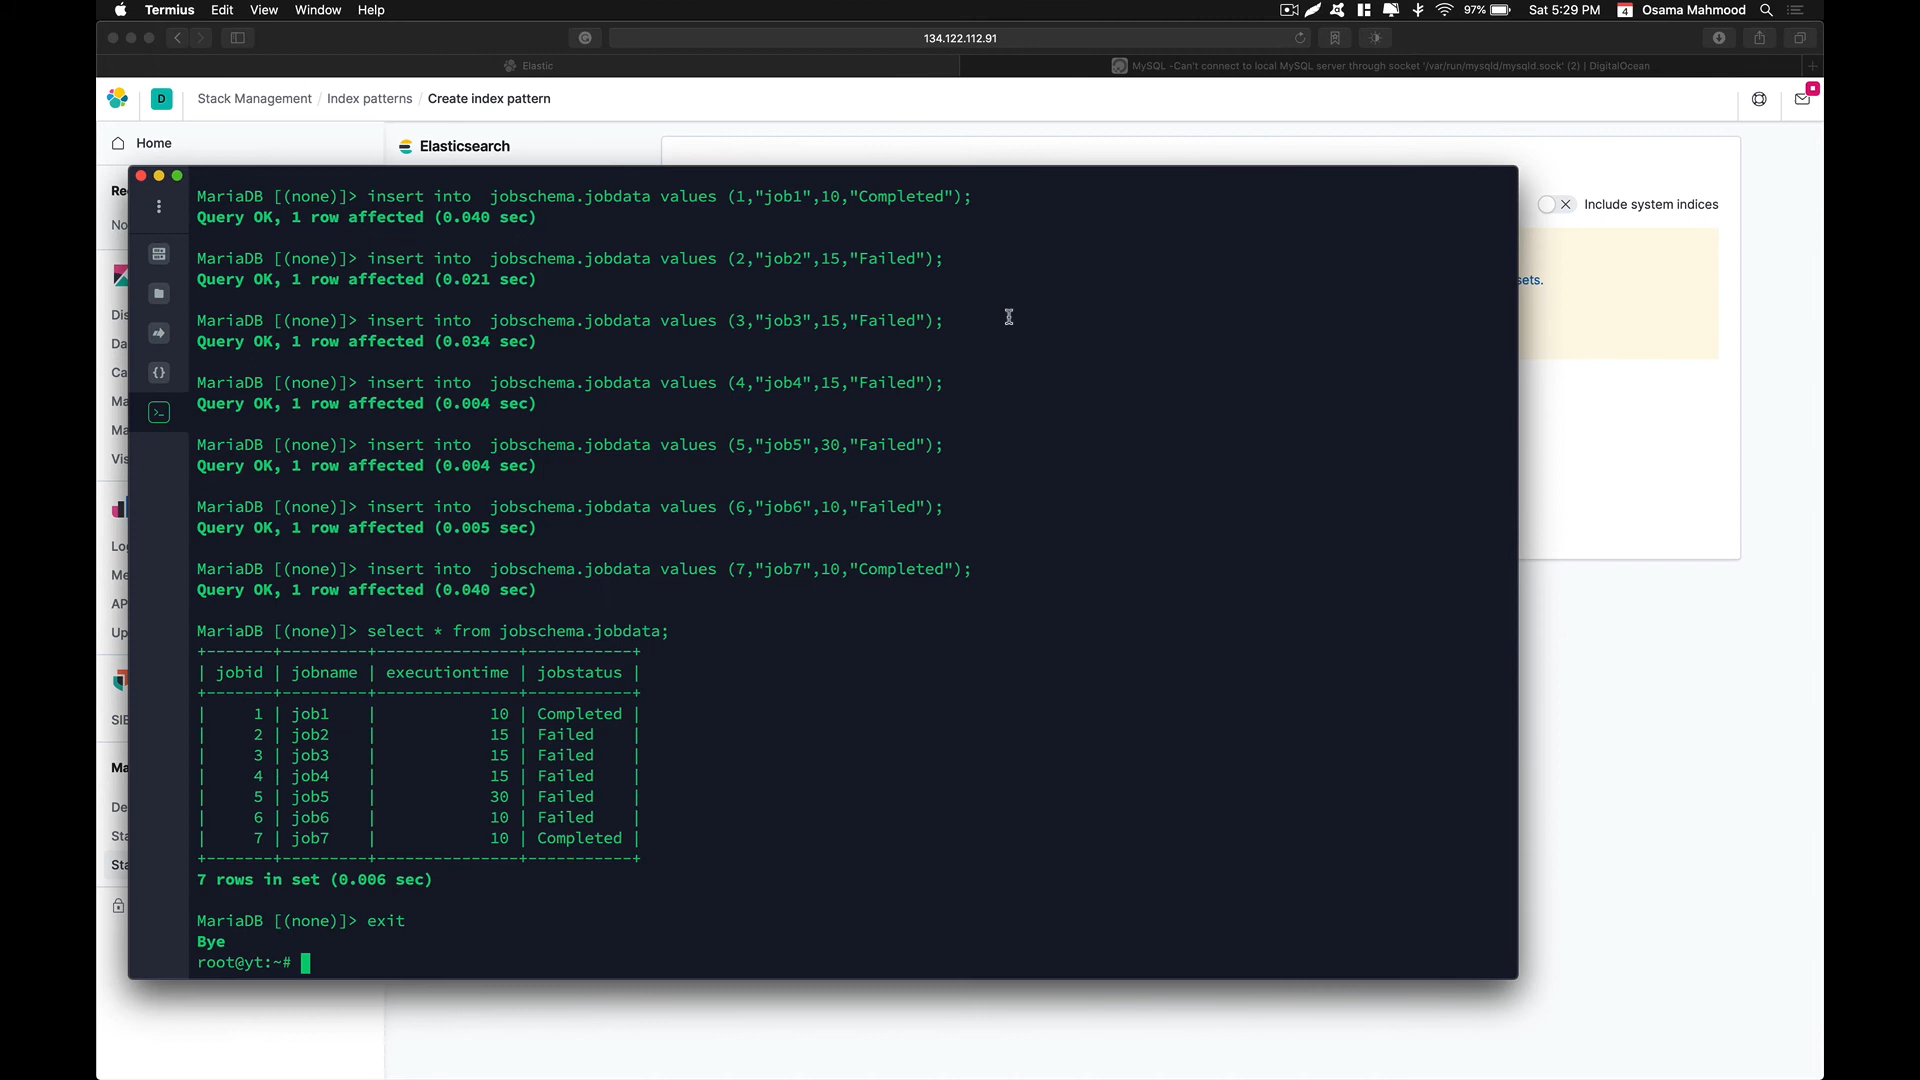 Termius Edit View Window Help
97% Sat 5:29 PM 4 Osama Mahmood
134.122.112.91
Elastic
MySQL -Can't connect to local MySQL server through socket '/var/run/mysqld/mysqld.sock' (2) | DigitalOcean
D Stack Management / Index patterns / Create index pattern
Home
Elasticsearch
Include system indices
sets.
MariaDB [(none)]> insert into  jobschema.jobdata values (1,"job1",10,"Completed");
Query OK, 1 row affected (0.040 sec)
MariaDB [(none)]> insert into  jobschema.jobdata values (2,"job2",15,"Failed");
Query OK, 1 row affected (0.021 sec)
MariaDB [(none)]> insert into  jobschema.jobdata values (3,"job3",15,"Failed");
Query OK, 1 row affected (0.034 sec)
MariaDB [(none)]> insert into  jobschema.jobdata values (4,"job4",15,"Failed");
Query OK, 1 row affected (0.004 sec)
MariaDB [(none)]> insert into  jobschema.jobdata values (5,"job5",30,"Failed");
Query OK, 1 row affected (0.004 sec)
MariaDB [(none)]> insert into  jobschema.jobdata values (6,"job6",10,"Failed");
Query OK, 1 row affected (0.005 sec)
MariaDB [(none)]> insert into  jobschema.jobdata values (7,"job7",10,"Completed");
Query OK, 1 row affected (0.040 sec)
MariaDB [(none)]> select * from jobschema.jobdata;
+-------+---------+---------------+-----------+
| jobid | jobname | executiontime | jobstatus |
+-------+---------+---------------+-----------+
|     1 | job1    |            10 | Completed |
|     2 | job2    |            15 | Failed    |
|     3 | job3    |            15 | Failed    |
|     4 | job4    |            15 | Failed    |
|     5 | job5    |            30 | Failed    |
|     6 | job6    |            10 | Failed    |
|     7 | job7    |            10 | Completed |
+-------+---------+---------------+-----------+
7 rows in set (0.006 sec)
MariaDB [(none)]> exit
Bye
root@yt:~#